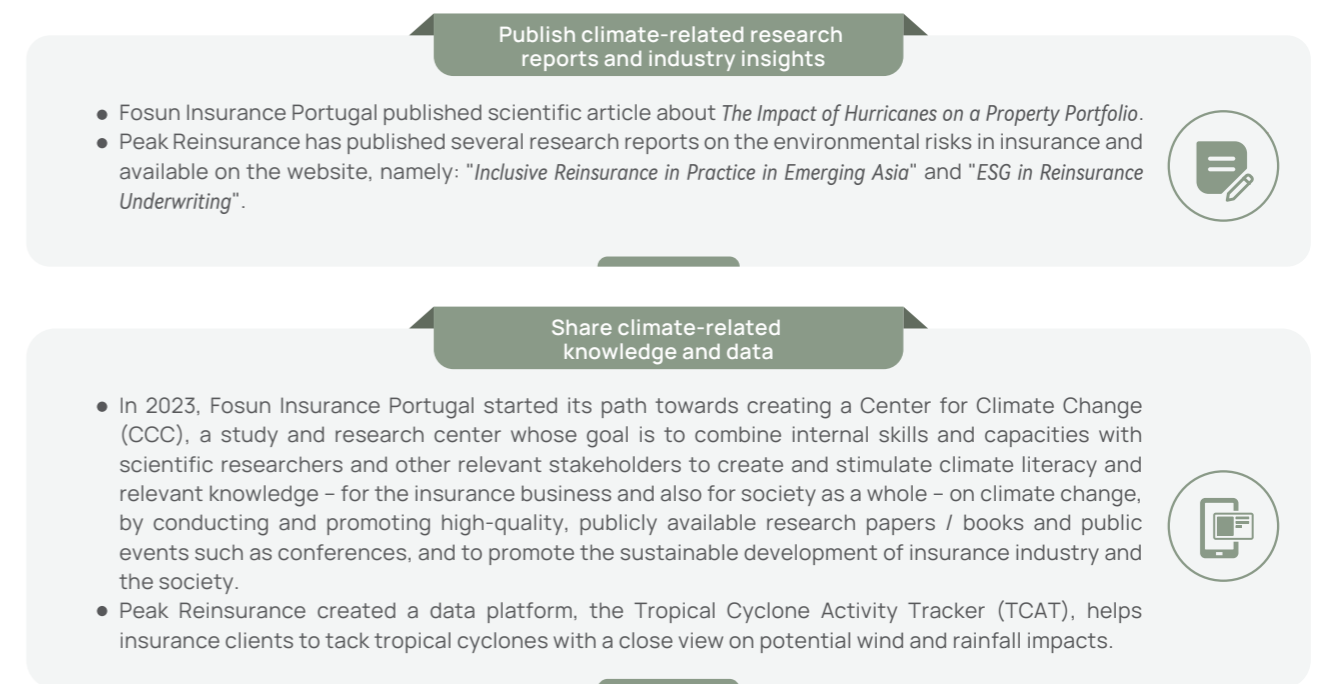 Publish climate-related research
reports and industry insights
● Fosun Insurance Portugal published scientific article about The Impact of Hurricanes on a Property Portfolio.
● Peak Reinsurance has published several research reports on the environmental risks in insurance and
available on the website, namely: "Inclusive Reinsurance in Practice in Emerging Asia" and "ESG in Reinsurance
Underwriting".
Share climate-related
knowledge and data
● In 2023, Fosun Insurance Portugal started its path towards creating a Center for Climate Change
(CCC), a study and research center whose goal is to combine internal skills and capacities with
scientific researchers and other relevant stakeholders to create and stimulate climate literacy and
relevant knowledge – for the insurance business and also for society as a whole – on climate change,
by conducting and promoting high-quality, publicly available research papers / books and public
events such as conferences, and to promote the sustainable development of insurance industry and
the society.
● Peak Reinsurance created a data platform, the Tropical Cyclone Activity Tracker (TCAT), helps
insurance clients to tack tropical cyclones with a close view on potential wind and rainfall impacts.